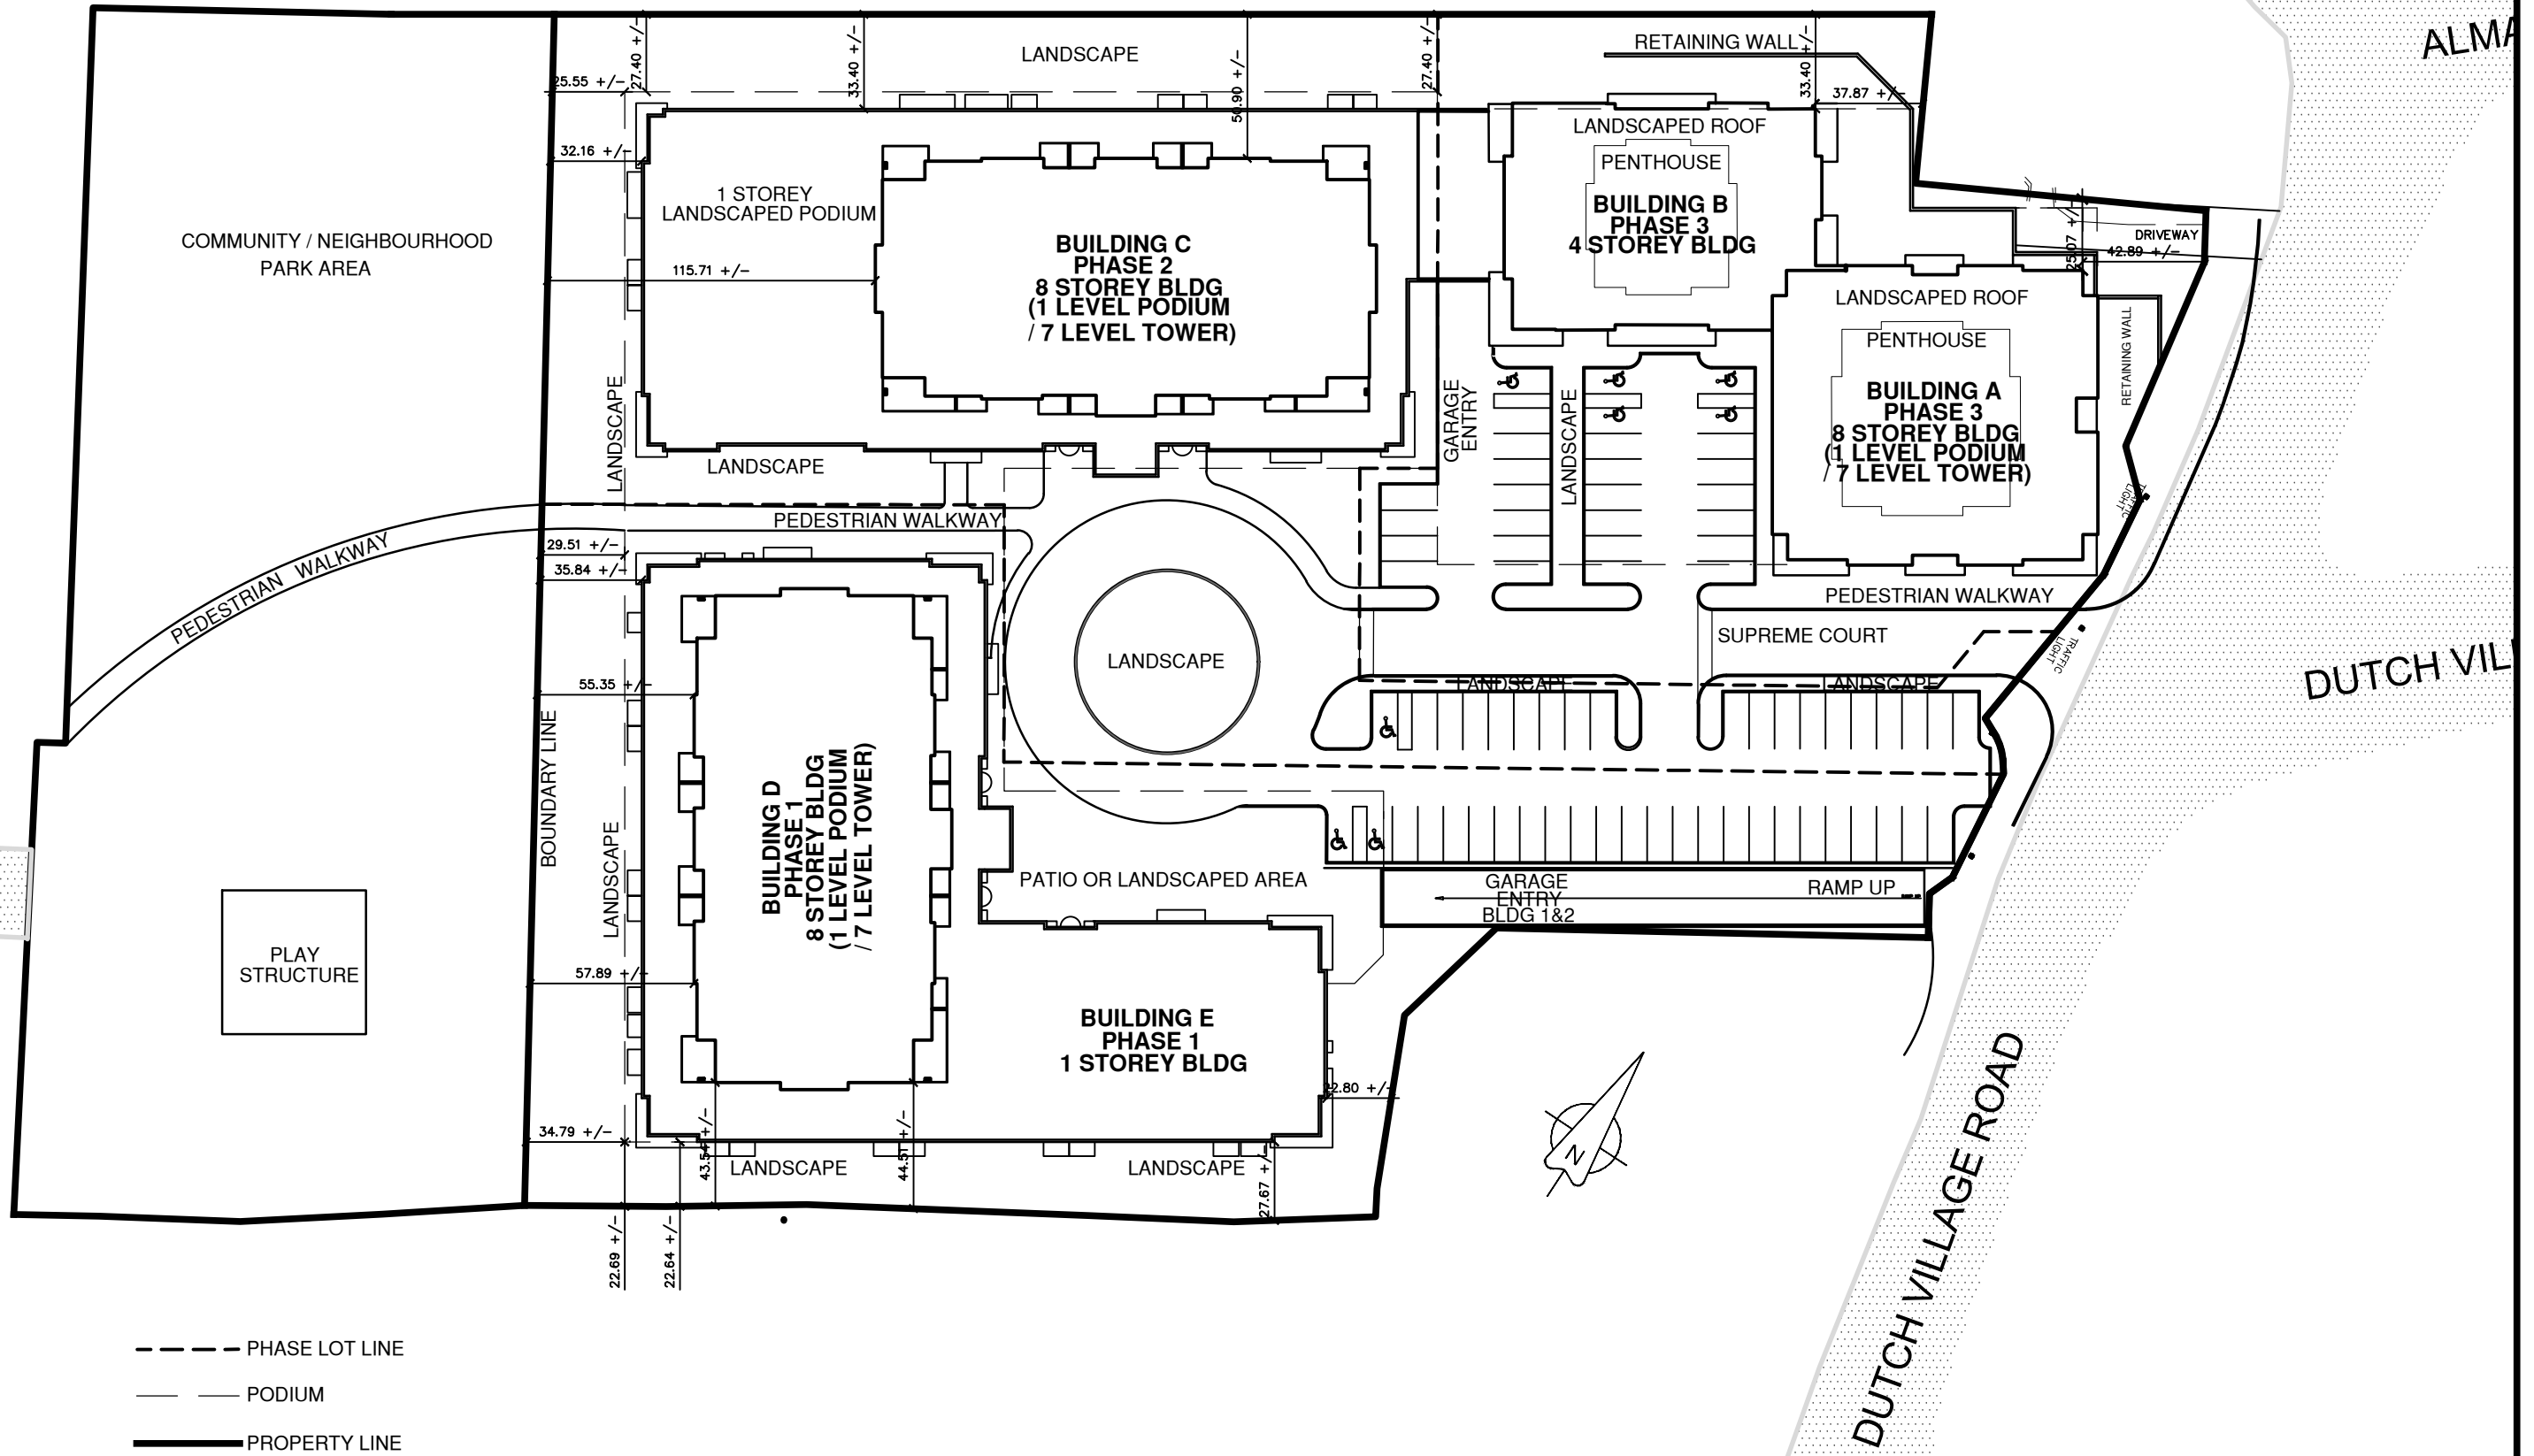 ALMA
27.40 +/-
33.40 +/-
LANDSCAPE
50.90 +/-
27.40 +/-
RETAINING WALL
33.40 +/-
37.87 +/-
25.55 +/-
32.16 +/-
1 STOREY
LANDSCAPED PODIUM
LANDSCAPED ROOF
PENTHOUSE
BUILDING B
PHASE 3
4 STOREY BLDG
COMMUNITY / NEIGHBOURHOOD
PARK AREA
115.71 +/-
BUILDING C
PHASE 2
8 STOREY BLDG
(1 LEVEL PODIUM
/ 7 LEVEL TOWER)
DRIVEWAY
42.89 +/-
LANDSCAPED ROOF
PENTHOUSE
BUILDING A
PHASE 3
8 STOREY BLDG
(1 LEVEL PODIUM
/ 7 LEVEL TOWER)
RETAINING WALL
TRAFFIC
LIGHT
LANDSCAPE
LANDSCAPE
GARAGE
ENTRY
LANDSCAPE
PEDESTRIAN WALKWAY
PEDESTRIAN WALKWAY
29.51 +/-
35.84 +/-
PEDESTRIAN WALKWAY
SUPREME COURT
TRAFFIC
LIGHT
DUTCH VIL
LANDSCAPE
LANDSCAPE
LANDSCAPE
55.35 +/-
BOUNDARY LINE
LANDSCAPE
BUILDING D
PHASE 1
8 STOREY BLDG
(1 LEVEL PODIUM
/ 7 LEVEL TOWER)
PATIO OR LANDSCAPED AREA
GARAGE
ENTRY
BLDG 1&2
RAMP UP
PLAY
STRUCTURE
57.89 +/-
BUILDING E
PHASE 1
1 STOREY BLDG
22.80 +/-
34.79 +/-
44.51 +/-
LANDSCAPE
LANDSCAPE
27.67 +/-
22.69 +/-
22.64 +/-
N
DUTCH VILLAGE ROAD
PHASE LOT LINE
PODIUM
PROPERTY LINE